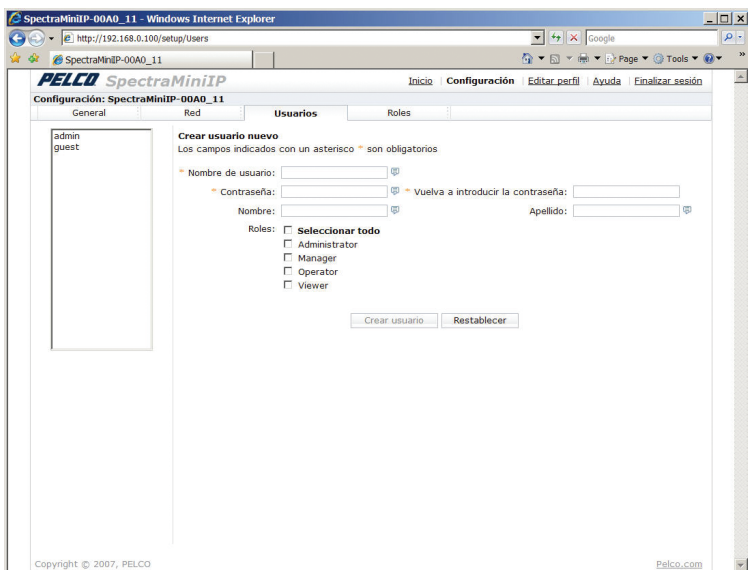 SpectraMiniIP-00A0_11 - Windows Internet Explorer
http://192.168.0.100/setup/Users
Google
SpectraMiniIP-00A0_11
Page Tools
PELCO SpectraMiniIP
Inicio Configuración Editar perfil Ayuda Finalizar sesión
Configuración: SpectraMiniIP-00A0_11
General Red Usuarios Roles
admin
guest
Crear usuario nuevo
Los campos indicados con un asterisco * son obligatorios
* Nombre de usuario:
* Contraseña: * Vuelva a introducir la contraseña:
Nombre: Apellido:
Roles: Seleccionar todo
Administrator
Manager
Operator
Viewer
Crear usuario Restablecer
Copyright © 2007, PELCO Pelco.com